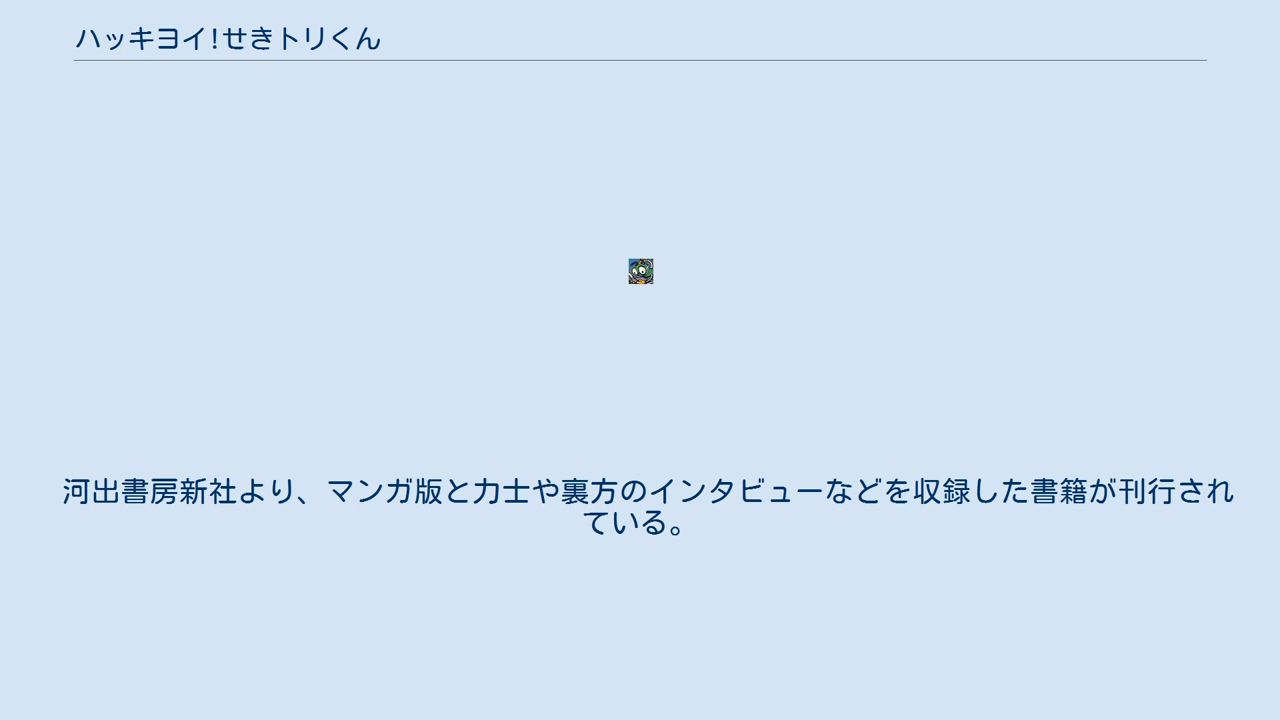 ハッキヨイ!せきトリくん
河出書房新社より、マンガ版と力士や裏方のインタビューなどを収録した書籍が刊行され
ている。